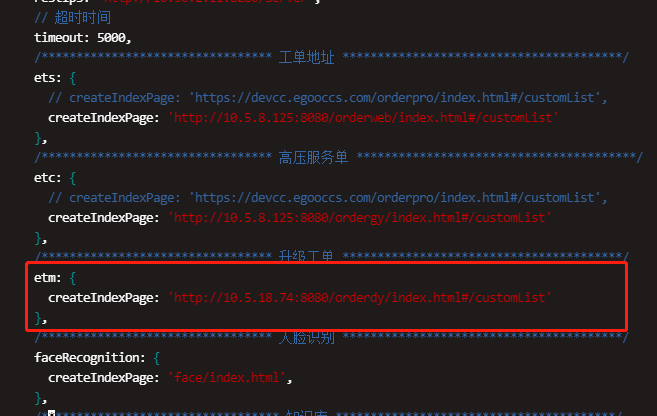 // 超时时间
timeout: 5000,
/********************************* 工单地址 ****************************************/
ets: {
// createIndexPage: 'https://devcc.egooccs.com/orderpro/index.html#/customList',
createIndexPage: 'http://10.5.8.125:8080/orderweb/index.html#/customList'
},
/********************************* 高压服务单 ****************************************/
etc: {
// createIndexPage: 'https://devcc.egooccs.com/orderpro/index.html#/customList',
createIndexPage: 'http://10.5.8.125:8080/ordergy/index.html#/customList'
},
/********************************* 升级工单 ****************************************/
etm: {
createIndexPage: 'http://10.5.18.74:8080/orderdy/index.html#/customList'
},
/********************************* 人脸识别 ****************************************/
faceRecognition: {
createIndexPage: 'face/index.html',
},